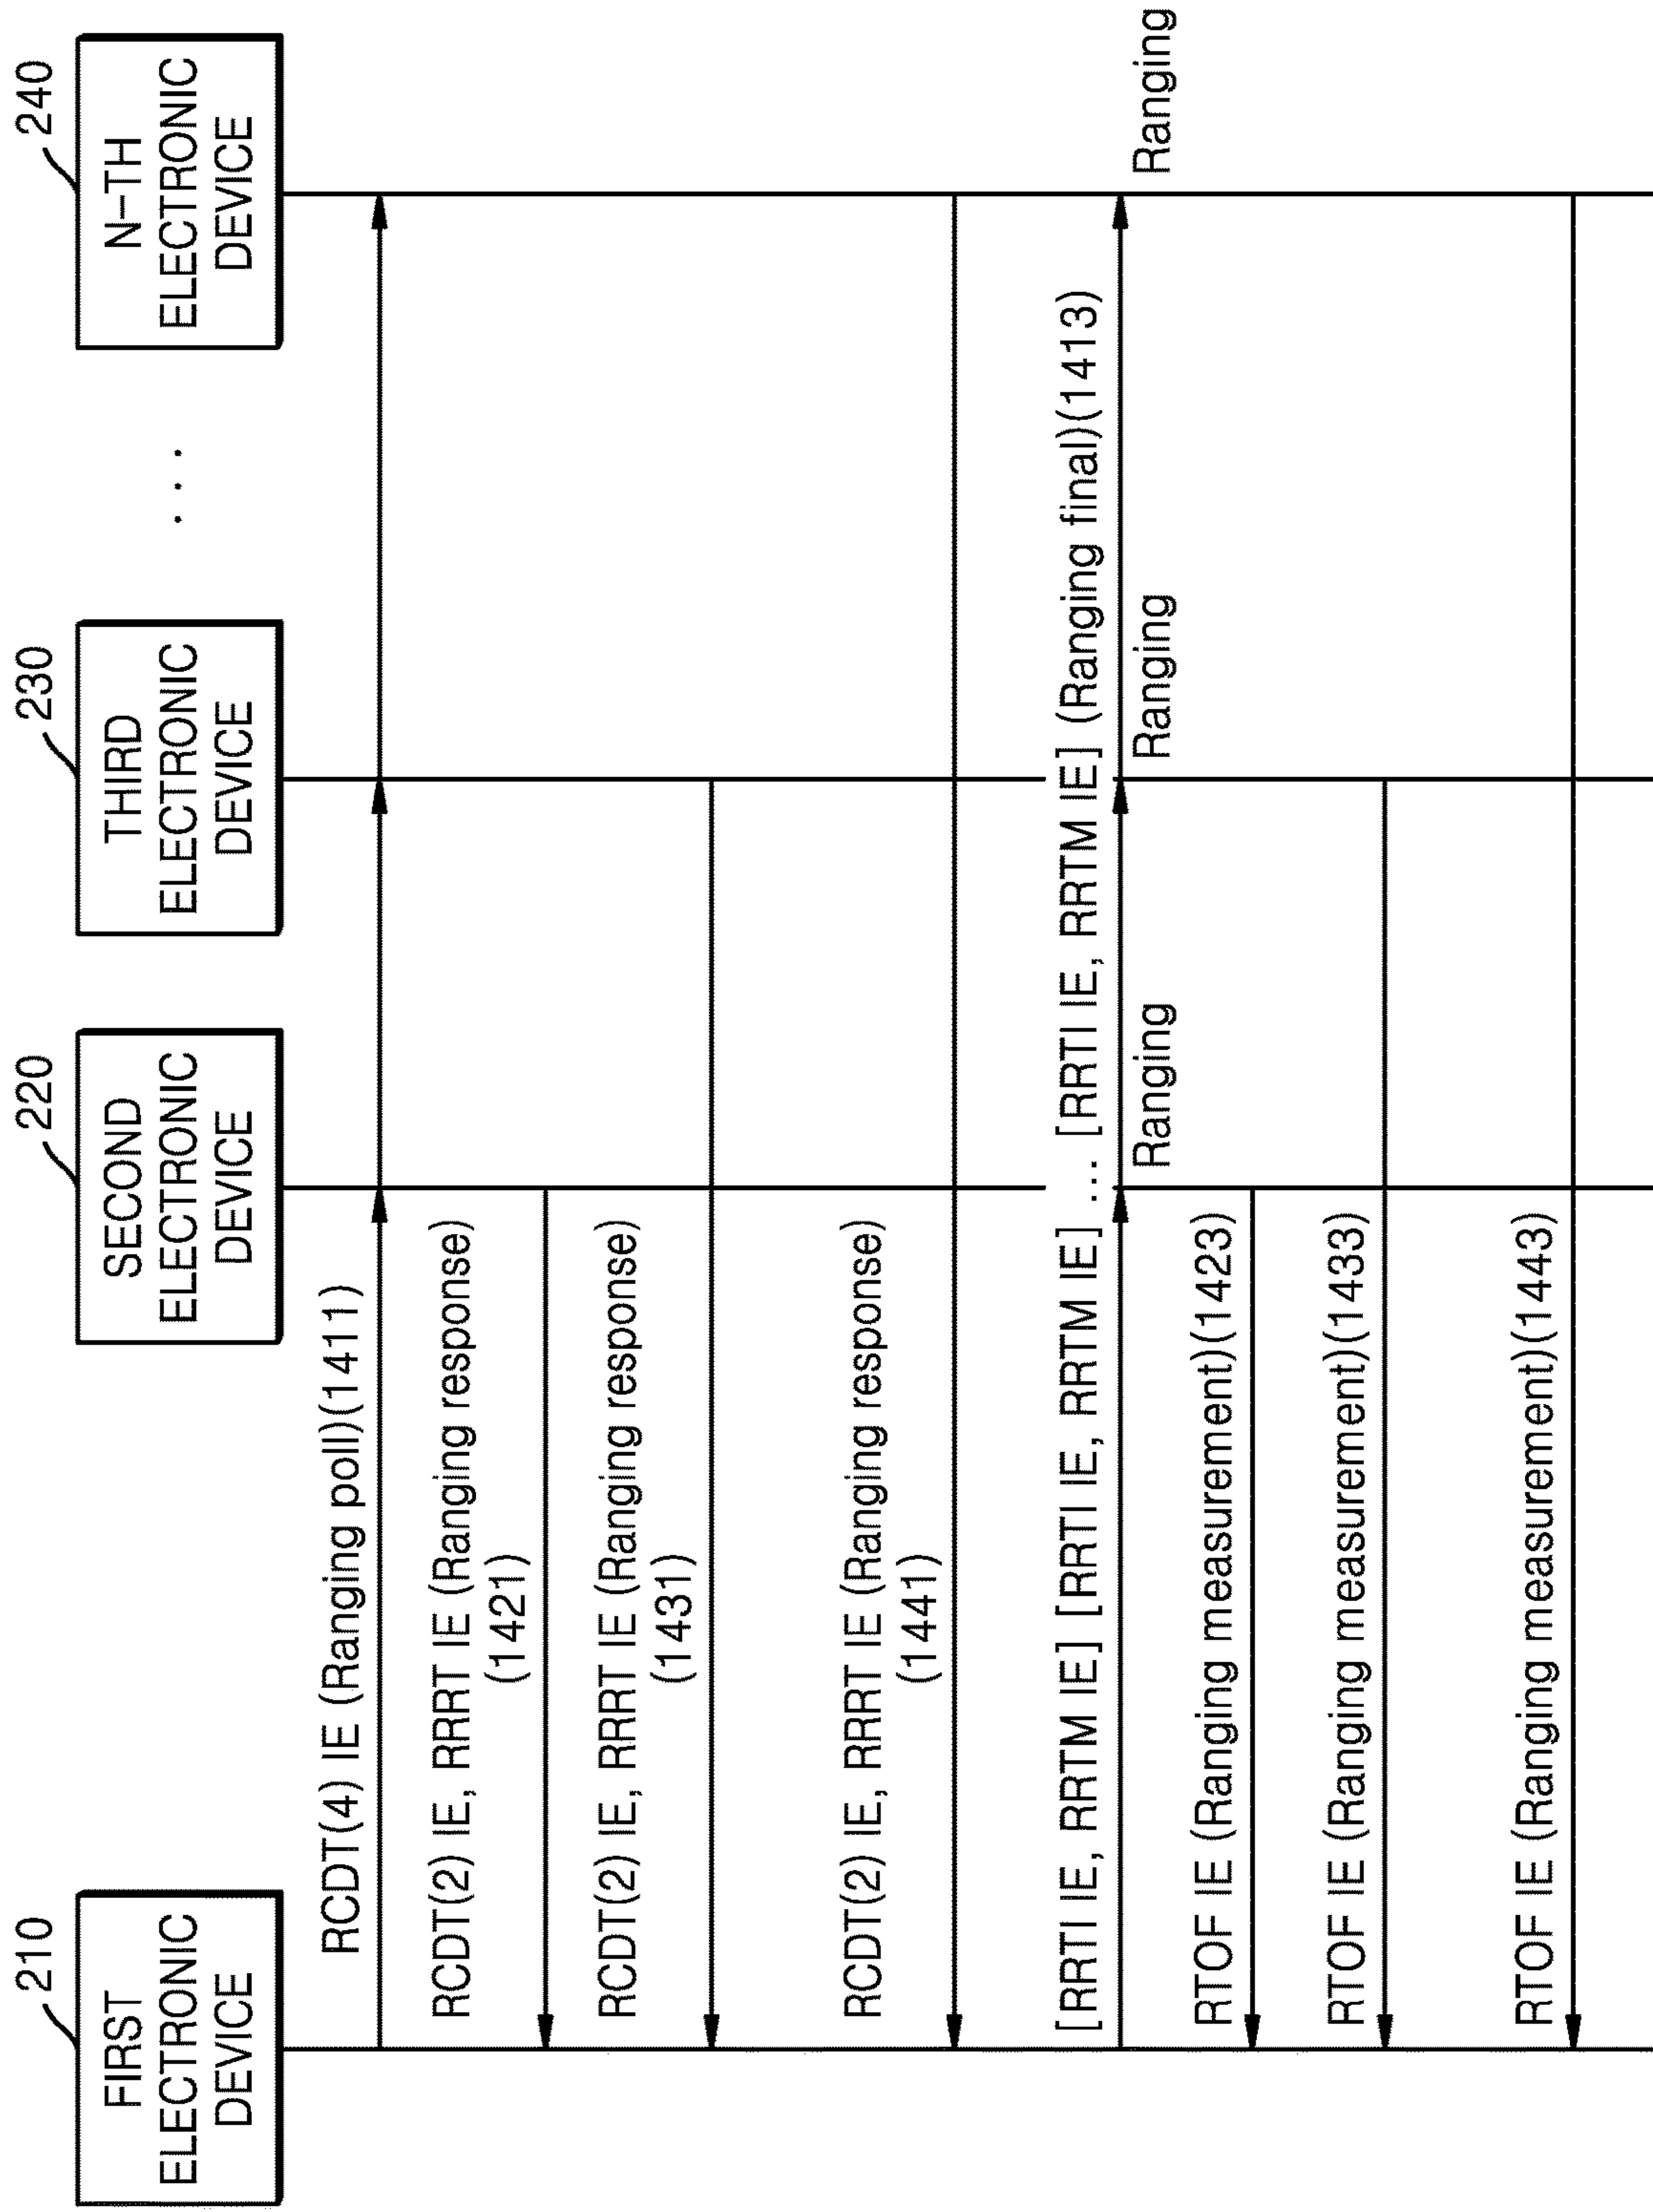 210
220
230
240
FIRST
ELECTRONIC
DEVICE
SECOND
ELECTRONIC
DEVICE
THIRD
ELECTRONIC
DEVICE
. . .
N-TH
ELECTRONIC
DEVICE
RCDT(4) IE (Ranging poll)(1411)
RCDT(2) IE, RRRT IE (Ranging response)
(1421)
RCDT(2) IE, RRRT IE (Ranging response)
(1431)
RCDT(2) IE, RRRT IE (Ranging response)
(1441)
[RRTI IE, RRTM IE] [RRTI IE, RRTM IE] ... [RRTI IE, RRTM IE] (Ranging final)(1413)
Ranging
Ranging
Ranging
RTOF IE (Ranging measurement)(1423)
RTOF IE (Ranging measurement)(1433)
RTOF IE (Ranging measurement)(1443)